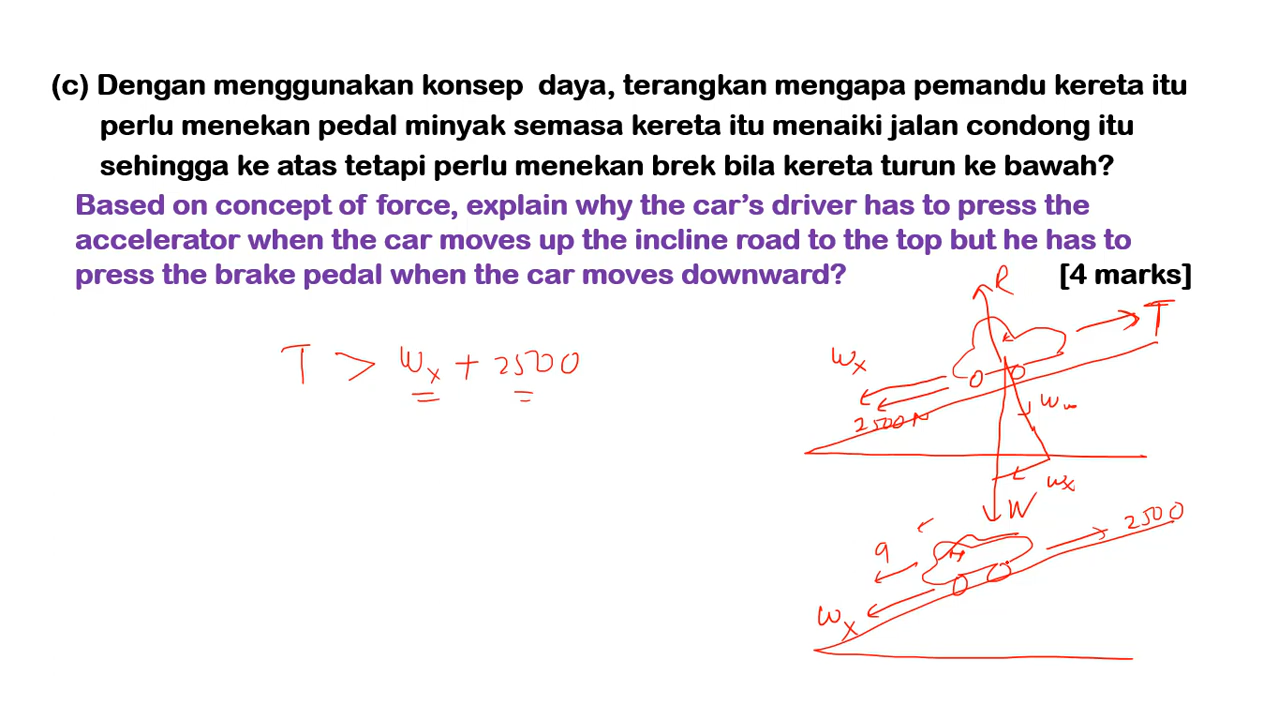 (c) Dengan menggunakan konsep daya, terangkan mengapa pemandu kereta itu
perlu menekan pedal minyak semasa kereta itu menaiki jalan condong itu
sehingga ke atas tetapi perlu menekan brek bila kereta turun ke bawah?
Based on concept of force, explain why the car's driver has to press the
accelerator when the car moves up the incline road to the top but he has to
press the brake pedal when the car moves downward? [4 marks]
R
T
T > Wx + 2500
Wx
2500 N
Wx
W
2500
a
Wx